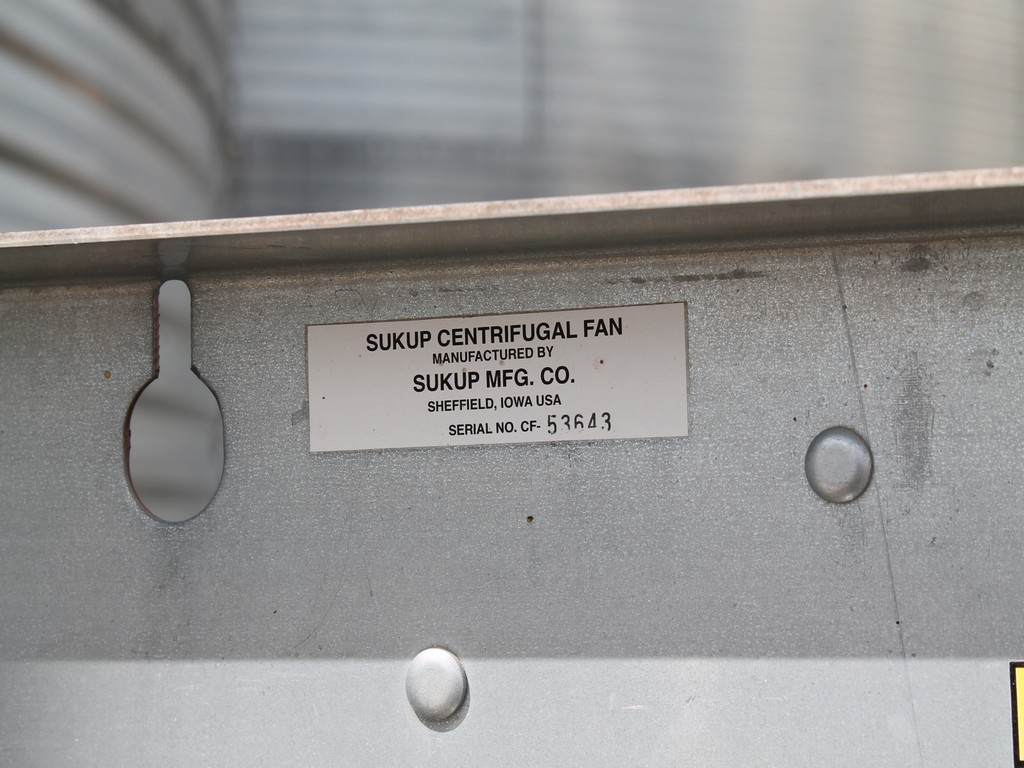 SUKUP CENTRIFUGAL FAN
MANUFACTURED BY
SUKUP MFG. CO.
SHEFFIELD, IOWA USA
SERIAL NO. CF- 53643